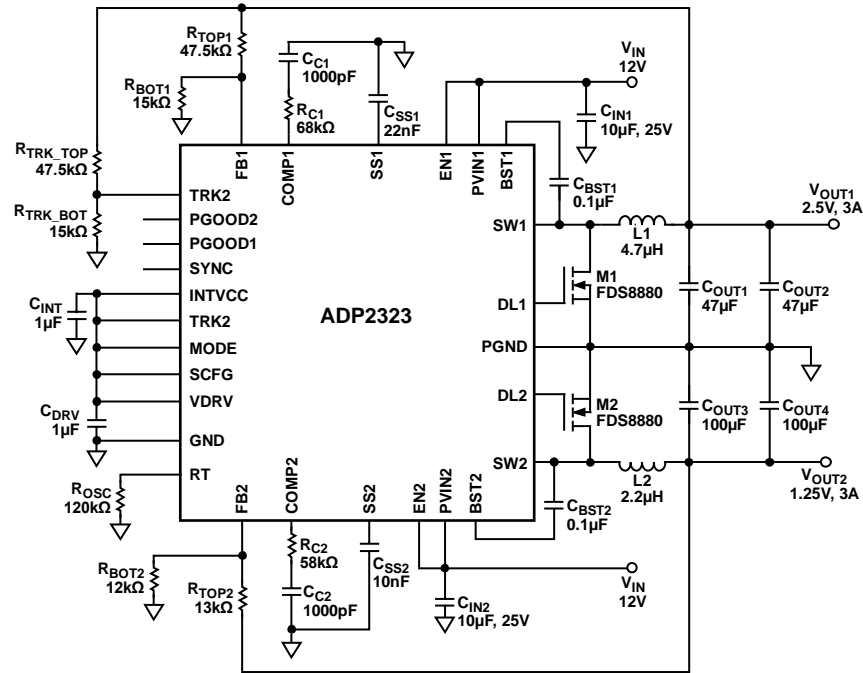 RTOP1
47.5kΩ
CC1
1000pF
VIN
12V
RBOT1
15kΩ
RC1
68kΩ
CSS1
22nF
CIN1
10µF, 25V
RTRK_TOP
47.5kΩ
FB1
COMP1
SS1
EN1
PVIN1
BST1
CBST1
0.1µF
VOUT1
2.5V, 3A
RTRK_BOT
15kΩ
TRK2
PGOOD2
PGOOD1
SYNC
SW1
L1
4.7µH
CINT
1µF
INTVCC
TRK2
MODE
SCFG
VDRV
GND
RT
ADP2323
DL1
M1
FDS8880
COUT1
47µF
COUT2
47µF
PGND
CDRV
1µF
DL2
M2
FDS8880
COUT3
100µF
COUT4
100µF
SW2
L2
2.2µH
VOUT2
1.25V, 3A
ROSC
120kΩ
FB2
COMP2
SS2
EN2
PVIN2
BST2
CBST2
0.1µF
RC2
58kΩ
CSS2
10nF
RBOT2
12kΩ
RTOP2
13kΩ
CC2
1000pF
CIN2
10µF, 25V
VIN
12V